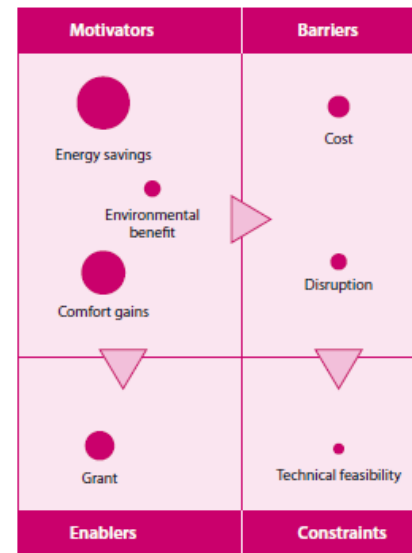 Motivators
Barriers
Energy savings
Cost
Environmental
benefit
Comfort gains
Disruption
Grant
Technical feasibility
Enablers
Constraints